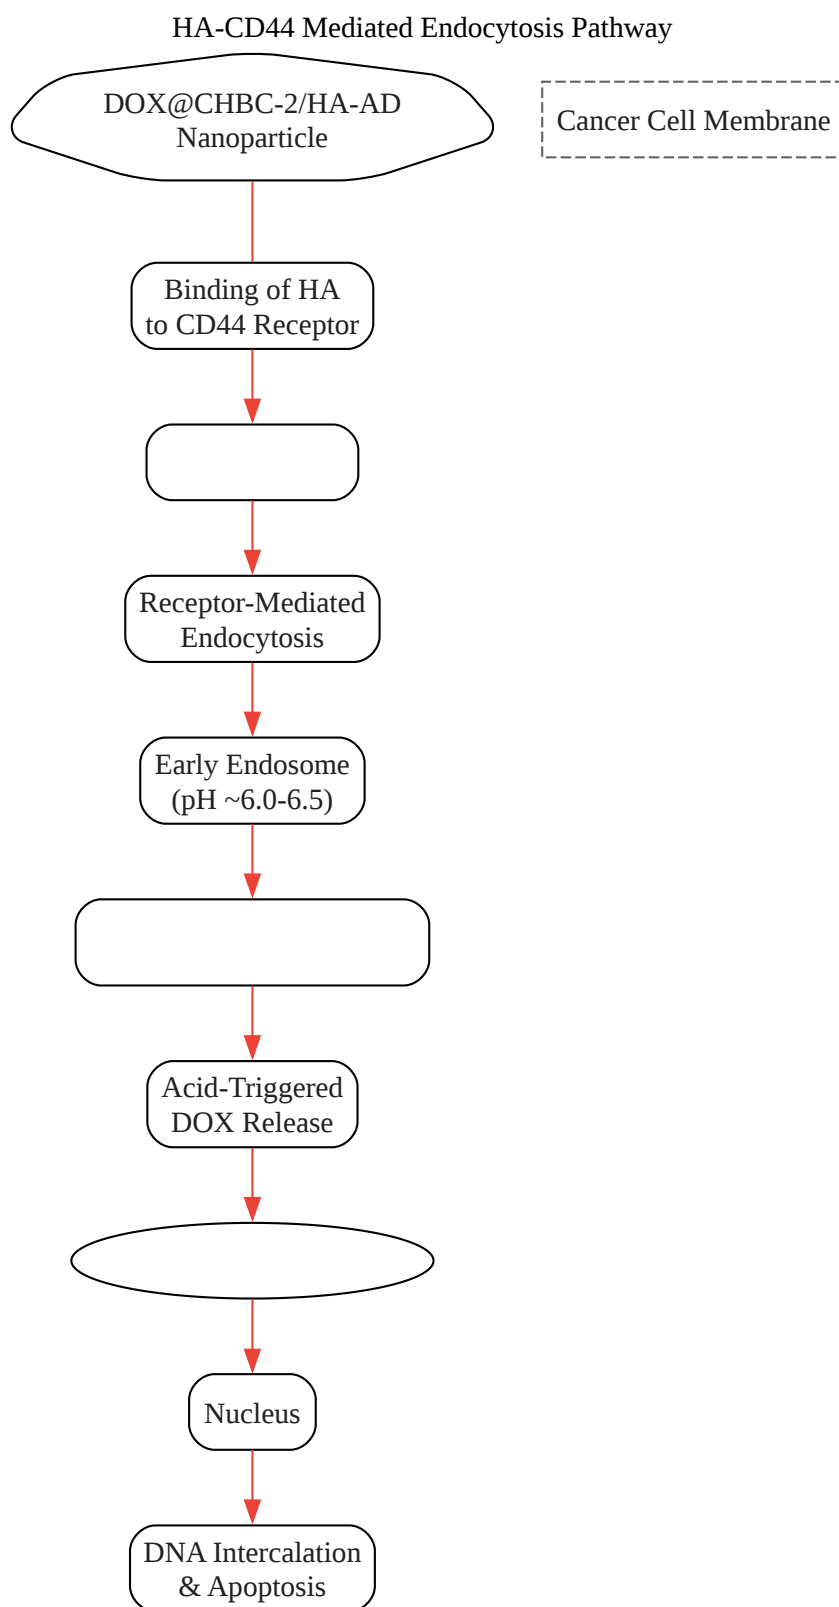 HA-CD44 Mediated Endocytosis Pathway
DOX@CHBC-2/HA-AD
Nanoparticle
Cancer Cell Membrane
Binding of HA
to CD44 Receptor
Receptor-Mediated
Endocytosis
Early Endosome
(pH ~6.0-6.5)
Acid-Triggered
DOX Release
Nucleus
DNA Intercalation
& Apoptosis